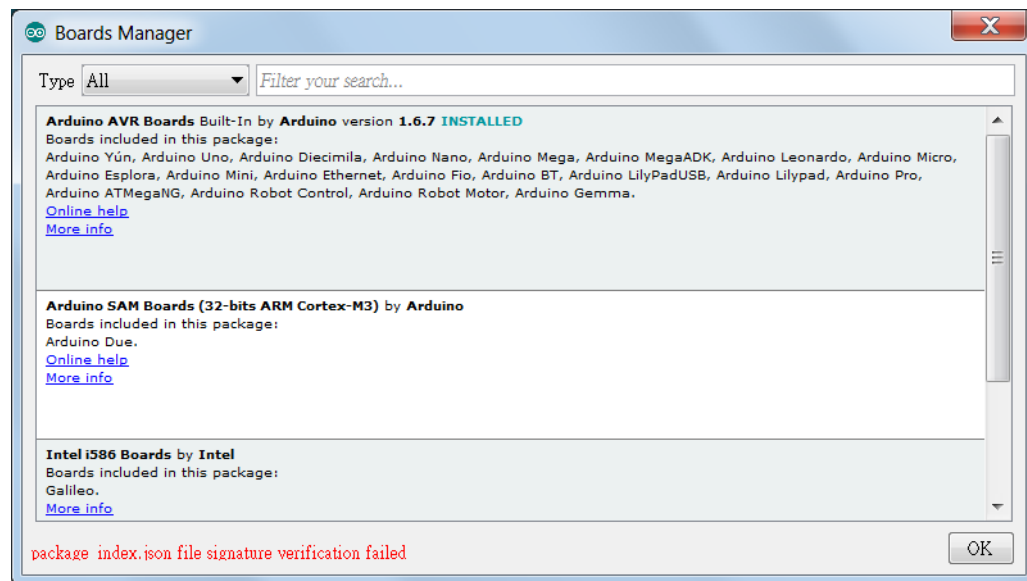 Boards Manager
X
Type All Filter your search...
Arduino AVR Boards Built-In by Arduino version 1.6.7 INSTALLED
Boards included in this package:
Arduino Yún, Arduino Uno, Arduino Diecimila, Arduino Nano, Arduino Mega, Arduino MegaADK, Arduino Leonardo, Arduino Micro,
Arduino Esplora, Arduino Mini, Arduino Ethernet, Arduino Fio, Arduino BT, Arduino LilyPadUSB, Arduino Lilypad, Arduino Pro,
Arduino ATMegaNG, Arduino Robot Control, Arduino Robot Motor, Arduino Gemma.
Online help
More info
Arduino SAM Boards (32-bits ARM Cortex-M3) by Arduino
Boards included in this package:
Arduino Due.
Online help
More info
Intel i586 Boards by Intel
Boards included in this package:
Galileo.
More info
package_index.json file signature verification failed
OK